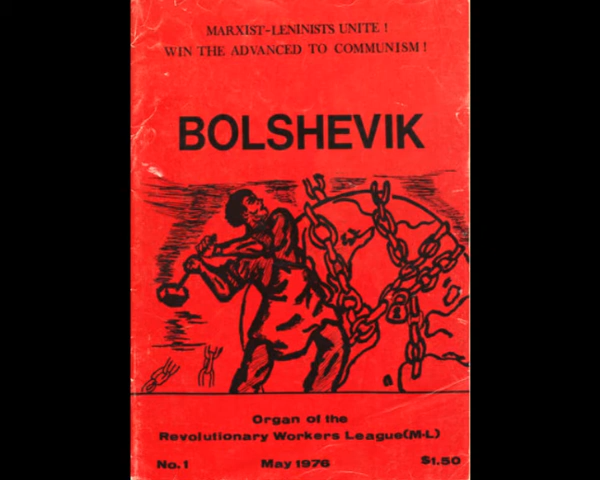 MARXIST-LENINISTS UNITE !
WIN THE ADVANCED TO COMMUNISM !
BOLSHEVIK
Organ of the
Revolutionary Workers League(M-L)
No.1 May 1976 $1.50